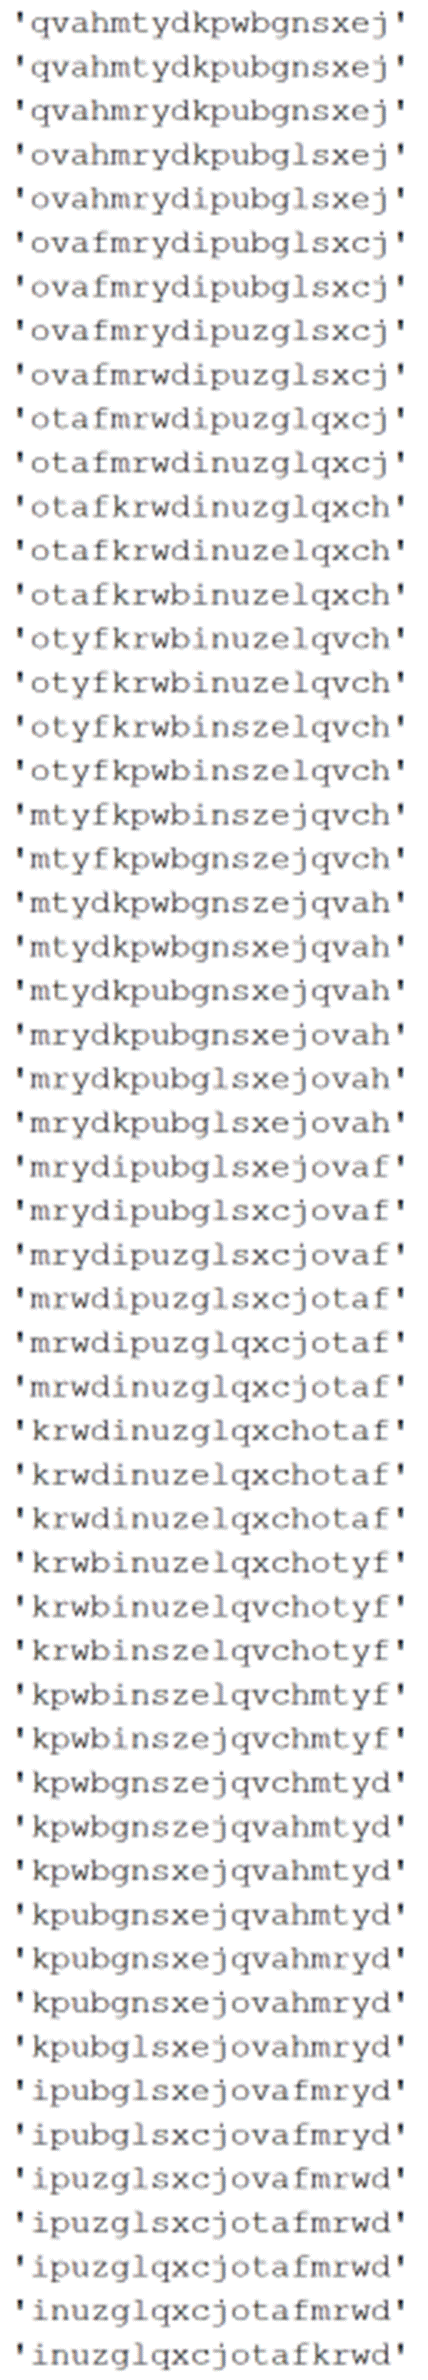 'qvahmtydkpwbgnsxej'
'qvahmtydkpubgnsxej'
'qvahmrydkpubgnsxej'
'ovahmrydkpubglsxej'
'ovahmrydipubglsxej'
'ovafmrydipubglsxcj'
'ovafmrydipubglsxcj'
'ovafmrydipuzglsxcj'
'ovafmrwdipuzglsxcj'
'otafmrwdipuzglqxcj'
'otafmrwdinuzglqxcj'
'otafkrwdinuzglqxch'
'otafkrwdinuzelqxch'
'otafkrwbinuzelqxch'
'otyfkrwbinuzelqvch'
'otyfkrwbinuzelqvch'
'otyfkrwbinszelqvch'
'otyfkpwbinszelqvch'
'mtyfkpwbinszejqvch'
'mtyfkpwbgnszejqvch'
'mtydkpwbgnszejqvah'
'mtydkpwbgnsxejqvah'
'mtydkpubgnsxejqvah'
'mrydkpubgnsxejovah'
'mrydkpubglsxejovah'
'mrydkpubglsxejovah'
'mrydipubglsxejovaf'
'mrydipubglsxcjovaf'
'mrydipuzglsxcjovaf'
'mrwdipuzglsxcjotaf'
'mrwdipuzglqxcjotaf'
'mrwdinuzglqxcjotaf'
'krwdinuzglqxchotaf'
'krwdinuzelqxchotaf'
'krwdinuzelqxchotaf'
'krwbinuzelqxchotyf'
'krwbinuzelqvchotyf'
'krwbinszelqvchotyf'
'kpwbinszelqvchmtyf'
'kpwbinszejqvchmtyf'
'kpwbgnszejqvchmtyd'
'kpwbgnszejqvahmtyd'
'kpwbgnsxejqvahmtyd'
'kpubgnsxejqvahmtyd'
'kpubgnsxejqvahmryd'
'kpubgnsxejovahmryd'
'kpubglsxejovahmryd'
'ipubglsxejovafmryd'
'ipubglsxcjovafmryd'
'ipuzglsxcjovafmrwd'
'ipuzglsxcjotafmrwd'
'ipuzglqxcjotafmrwd'
'inuzglqxcjotafmrwd'
'inuzglqxcjotafkrwd'